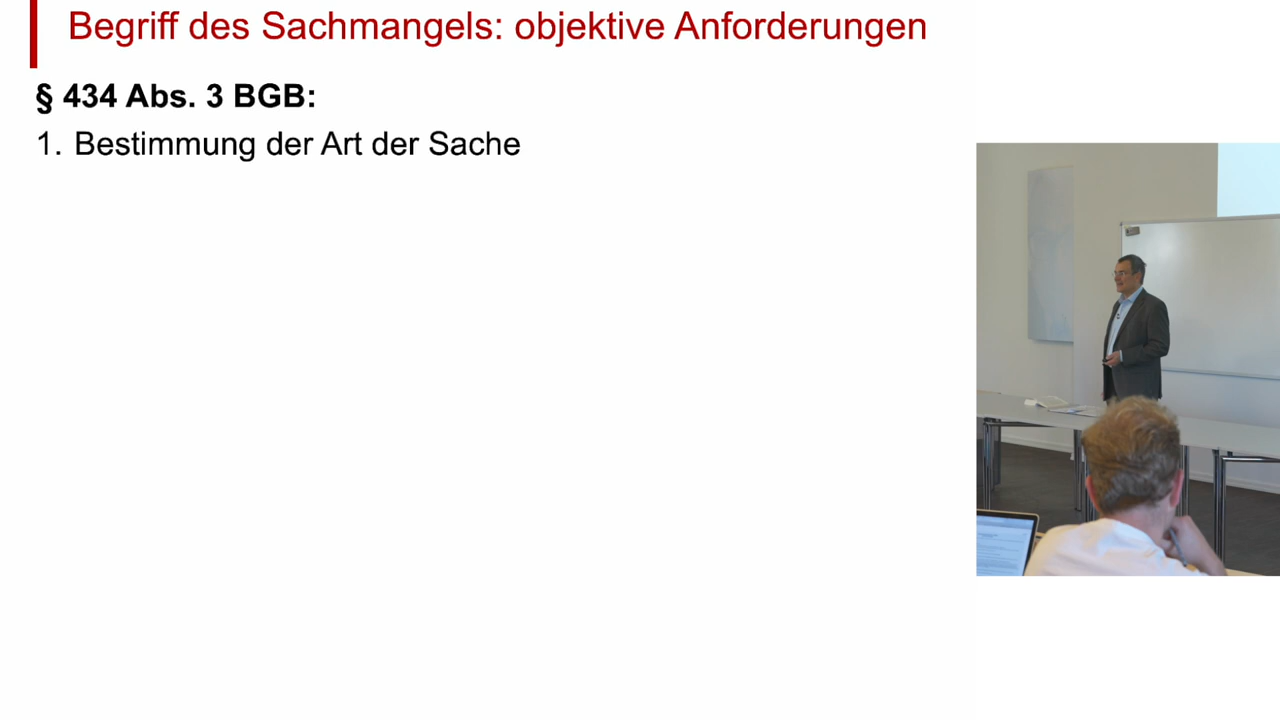 Begriff des Sachmangels: objektive Anforderungen
§ 434 Abs. 3 BGB:
1. Bestimmung der Art der Sache